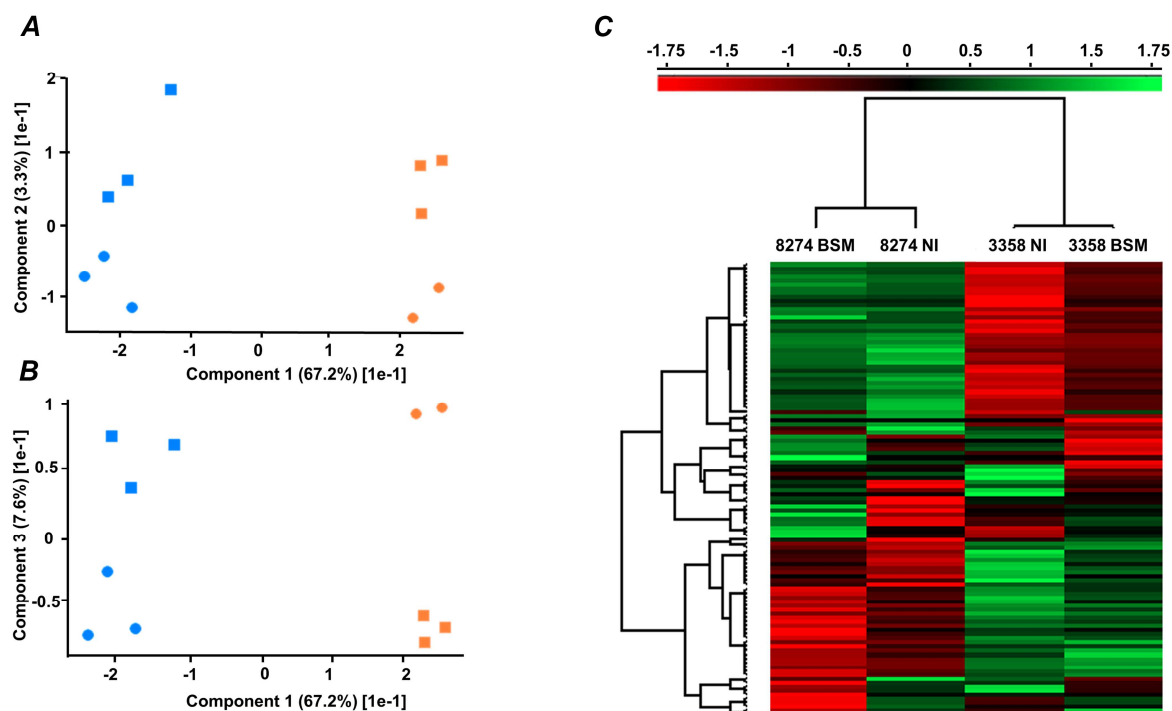 A
2
1
0
-1
Component 2 (3.3%) [1e-1]
-2
-1
0
1
2
Component 1 (67.2%) [1e-1]
B
1
0.5
0
-0.5
Component 3 (7.6%) [1e-1]
-2
-1
0
1
2
Component 1 (67.2%) [1e-1]
C
-1.75 -1.5 -1 -0.5 0 0.5 1 1.5 1.75
8274 BSM 8274 NI 3358 NI 3358 BSM